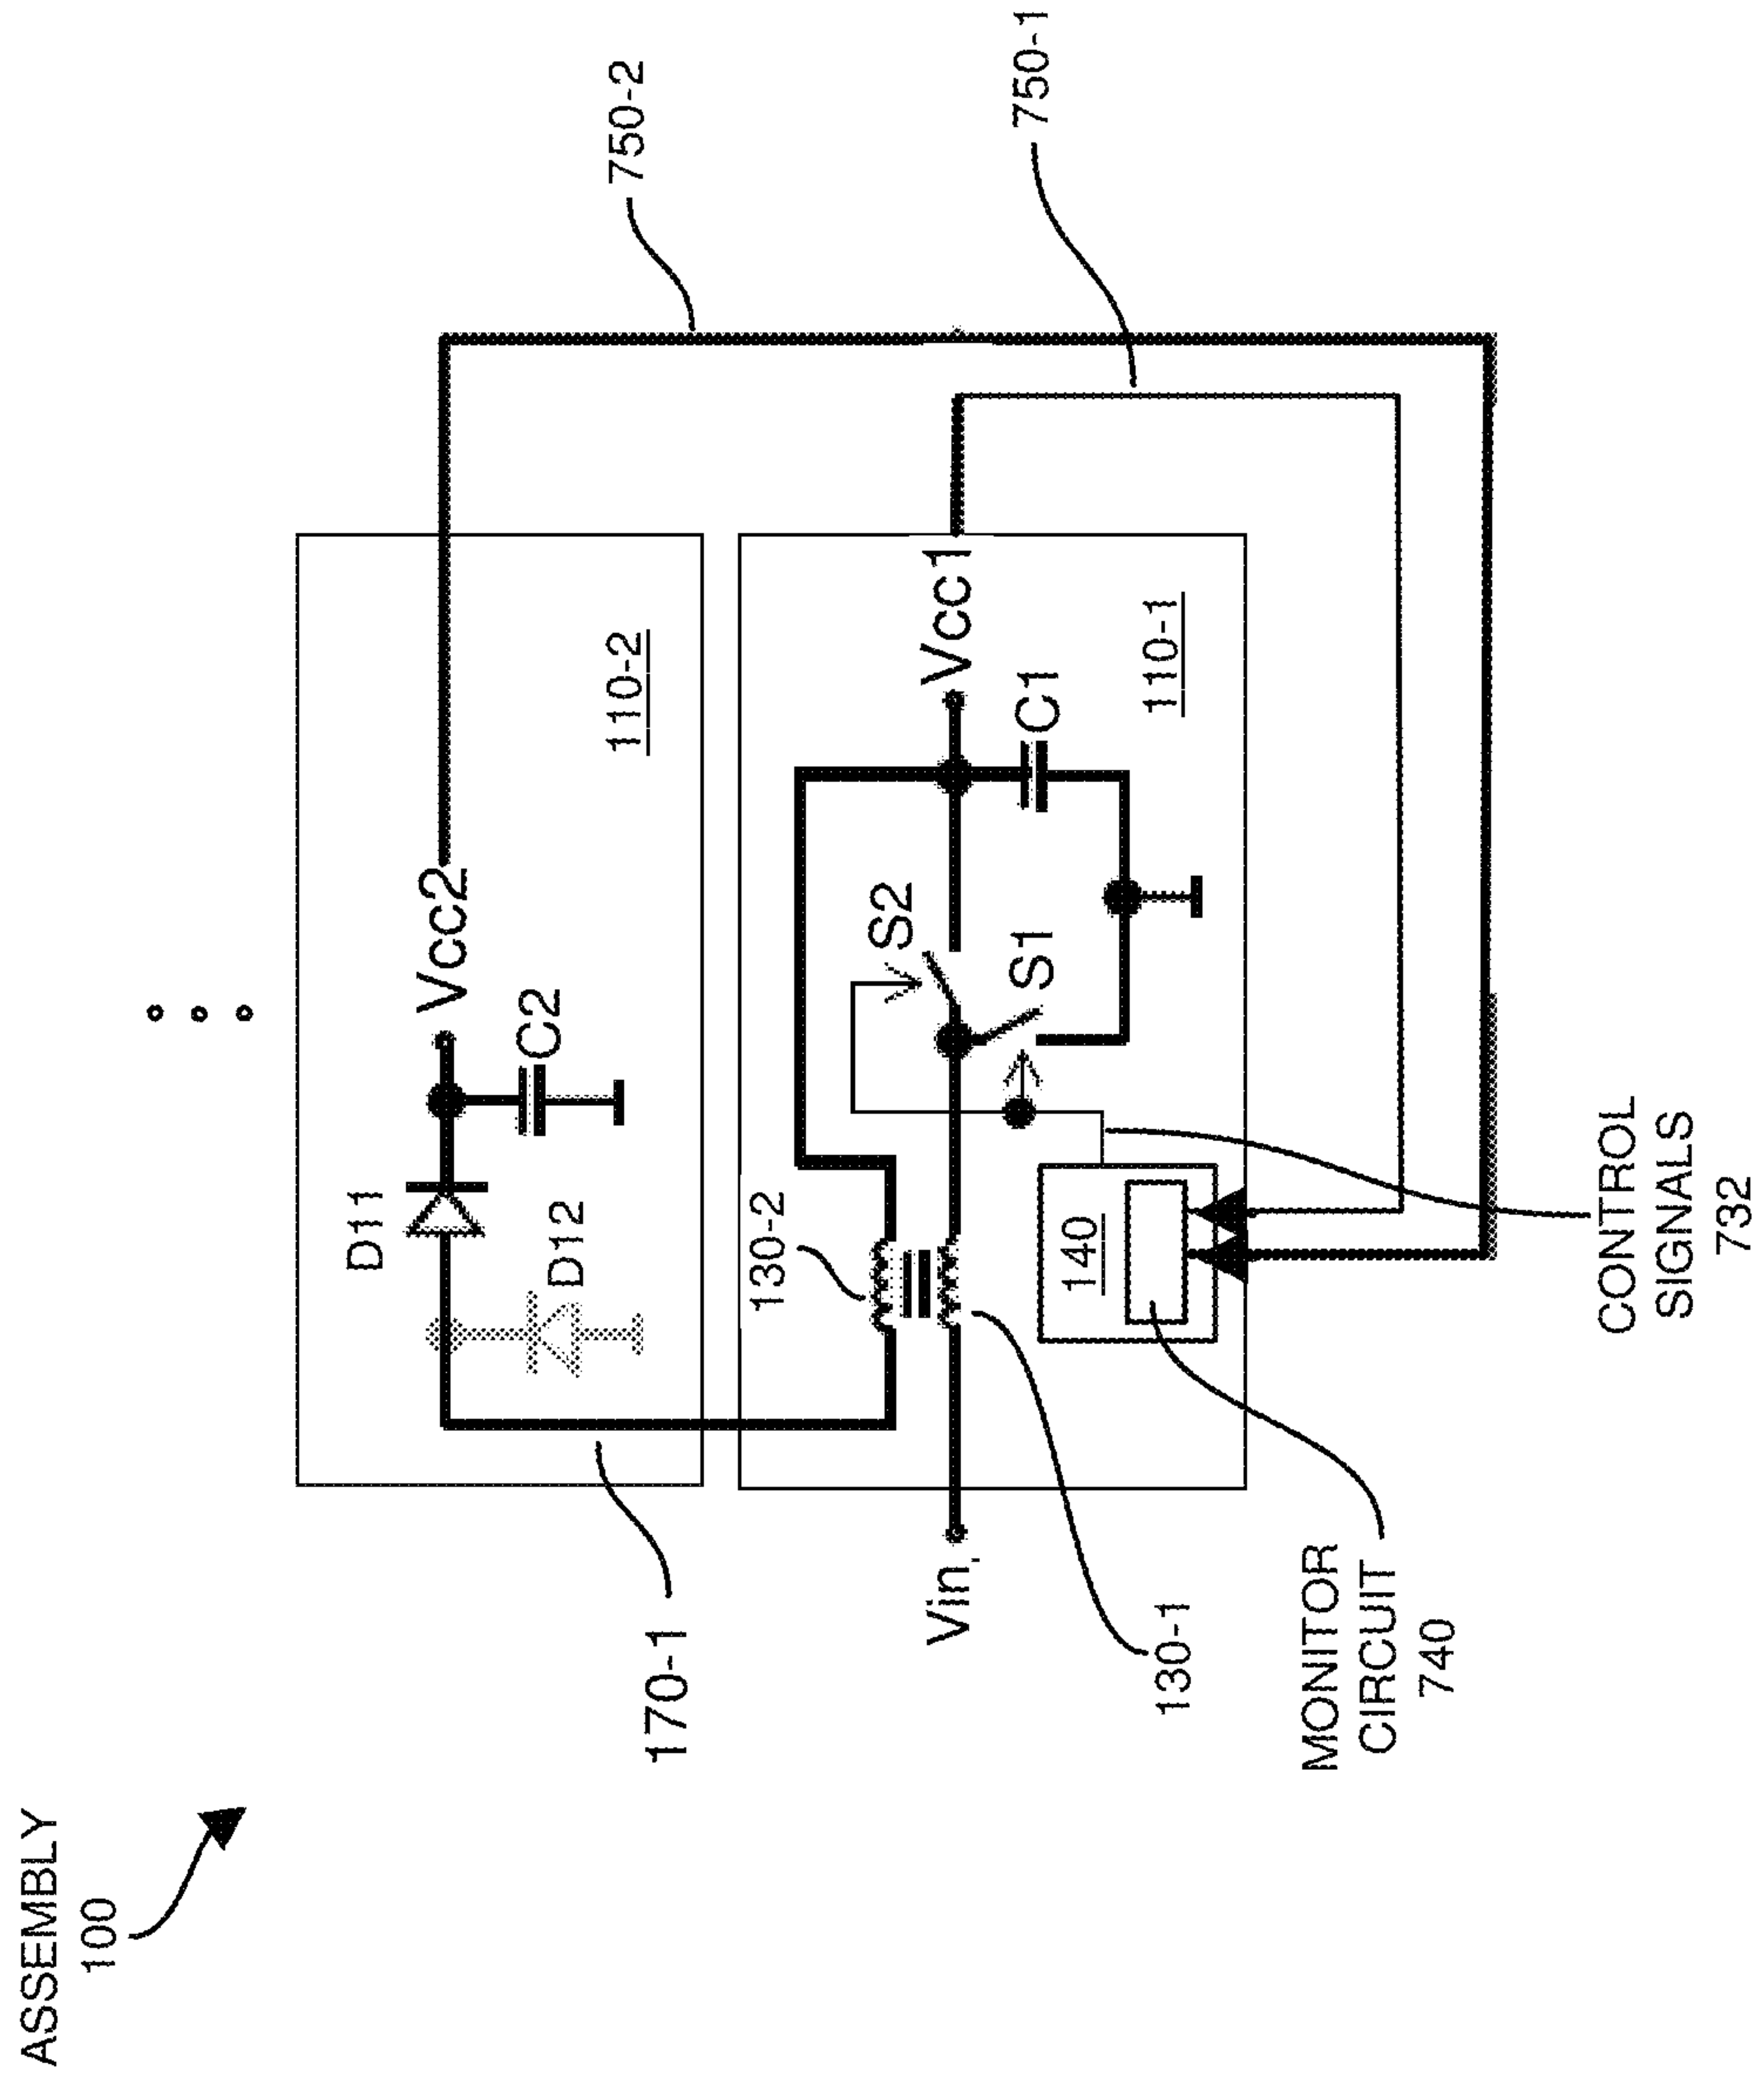 ASSEMBLY
100
170-1
D11
D12
C2
Vcc2
110-2
750-2
Vin
130-1
130-2
S2
S1
Vcc1
C1
110-1
750-1
140
MONITOR
CIRCUIT
740
CONTROL
SIGNALS
732